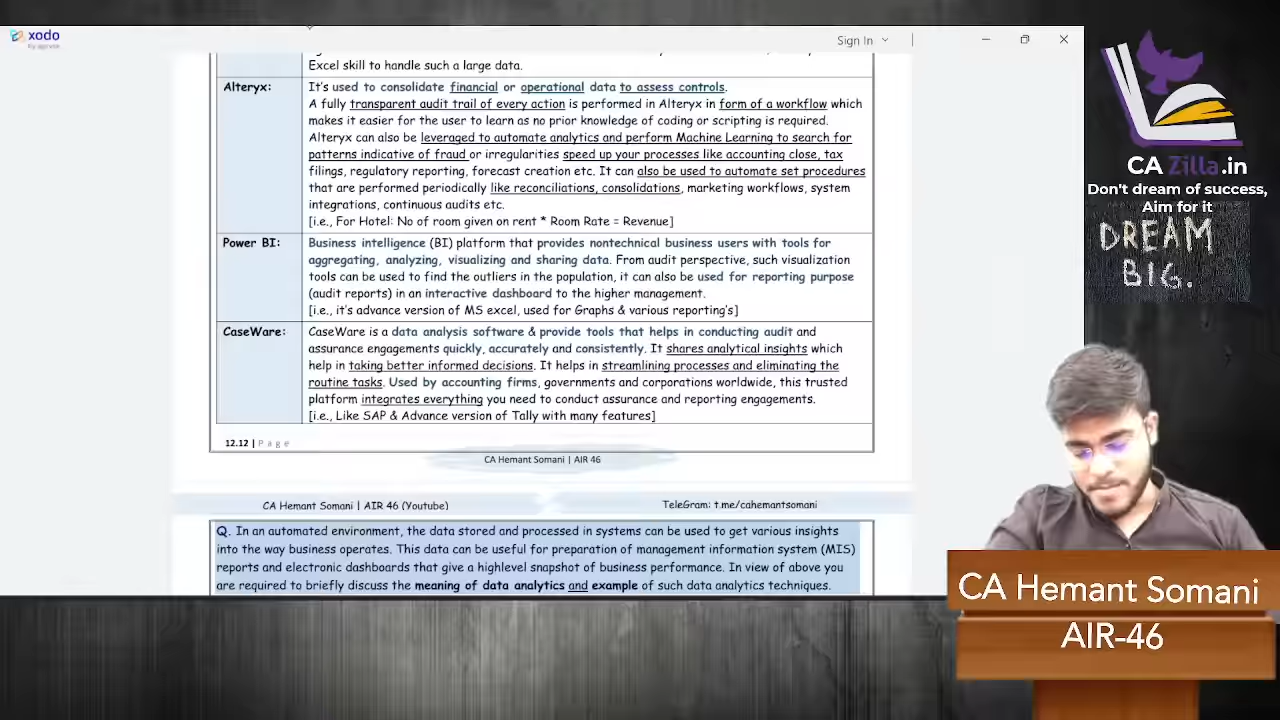 xodo
Sign In
Excel skill to handle such a large data.
Alteryx:
It's used to consolidate financial or operational data to assess controls.
A fully transparent audit trail of every action is performed in Alteryx in form of a workflow which
makes it easier for the user to learn as no prior knowledge of coding or scripting is required.
Alteryx can also be leveraged to automate analytics and perform Machine Learning to search for
patterns indicative of fraud or irregularities speed up your processes like accounting close, tax
filings, regulatory reporting, forecast creation etc. It can also be used to automate set procedures
that are performed periodically like reconciliations, consolidations, marketing workflows, system
integrations, continuous audits etc.
[i.e., For Hotel: No of room given on rent * Room Rate = Revenue]
Power BI:
Business intelligence (BI) platform that provides nontechnical business users with tools for
aggregating, analyzing, visualizing and sharing data. From audit perspective, such visualization
tools can be used to find the outliers in the population, it can also be used for reporting purpose
(audit reports) in an interactive dashboard to the higher management.
[i.e., it's advance version of MS excel, used for Graphs & various reporting's]
CaseWare:
CaseWare is a data analysis software & provide tools that helps in conducting audit and
assurance engagements quickly, accurately and consistently. It shares analytical insights which
help in taking better informed decisions. It helps in streamlining processes and eliminating the
routine tasks. Used by accounting firms, governments and corporations worldwide, this trusted
platform integrates everything you need to conduct assurance and reporting engagements.
[i.e., Like SAP & Advance version of Tally with many features]
12.12 | Page
CA Hemant Somani | AIR 46
CA Hemant Somani | AIR 46 (Youtube)
TeleGram: t.me/cahemantsomani
Q. In an automated environment, the data stored and processed in systems can be used to get various insights
into the way business operates. This data can be useful for preparation of management information system (MIS)
reports and electronic dashboards that give a highlevel snapshot of business performance. In view of above you
are required to briefly discuss the meaning of data analytics and example of such data analytics techniques.
CA Zilla.in
Don't dream of success,
Aim for it
DREAM
BIG.
CA Hemant Somani
AIR-46